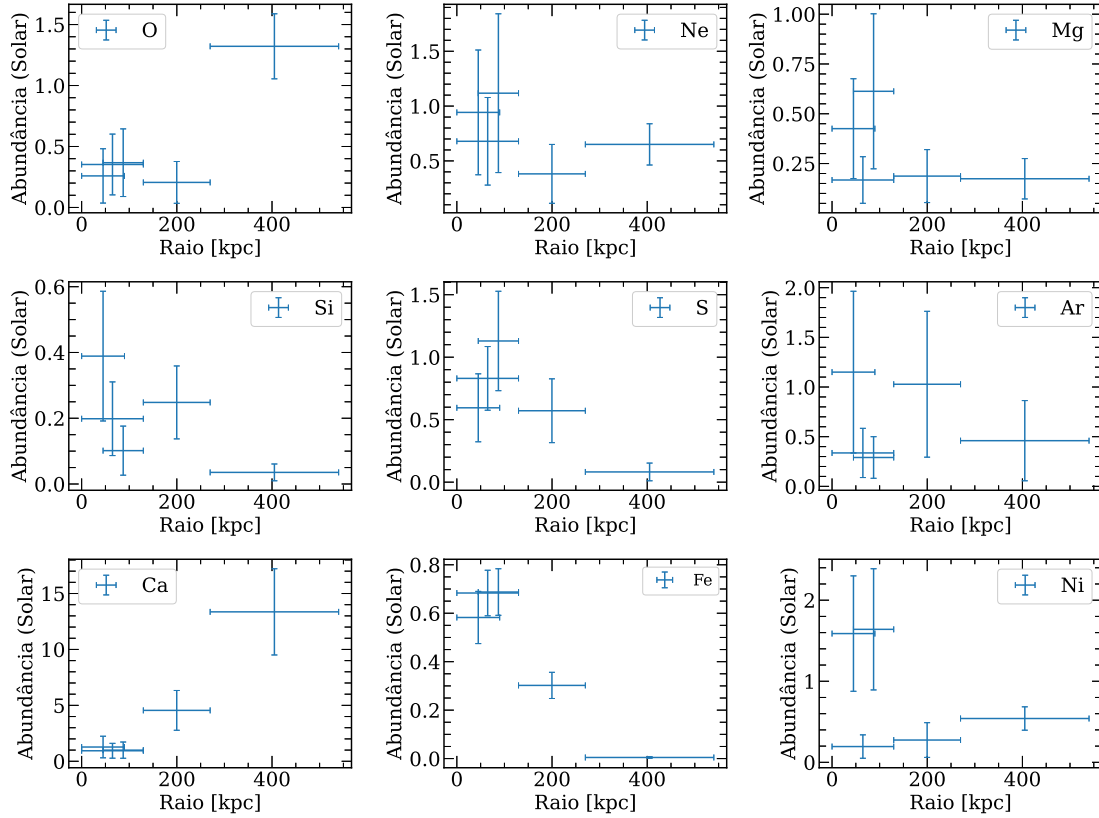 O
Abundância (Solar)
1.5
1.0
0.5
0.0
0 200 400
Raio [kpc]
Ne
Abundância (Solar)
1.5
1.0
0.5
0 200 400
Raio [kpc]
Mg
Abundância (Solar)
1.00
0.75
0.50
0.25
0 200 400
Raio [kpc]
Si
Abundância (Solar)
0.6
0.4
0.2
0.0
0 200 400
Raio [kpc]
S
Abundância (Solar)
1.5
1.0
0.5
0.0
0 200 400
Raio [kpc]
Ar
Abundância (Solar)
2.0
1.5
1.0
0.5
0.0
0 200 400
Raio [kpc]
Ca
Abundância (Solar)
15
10
5
0
0 200 400
Raio [kpc]
Fe
Abundância (Solar)
0.8
0.6
0.4
0.2
0.0
0 200 400
Raio [kpc]
Ni
Abundância (Solar)
2
1
0
0 200 400
Raio [kpc]